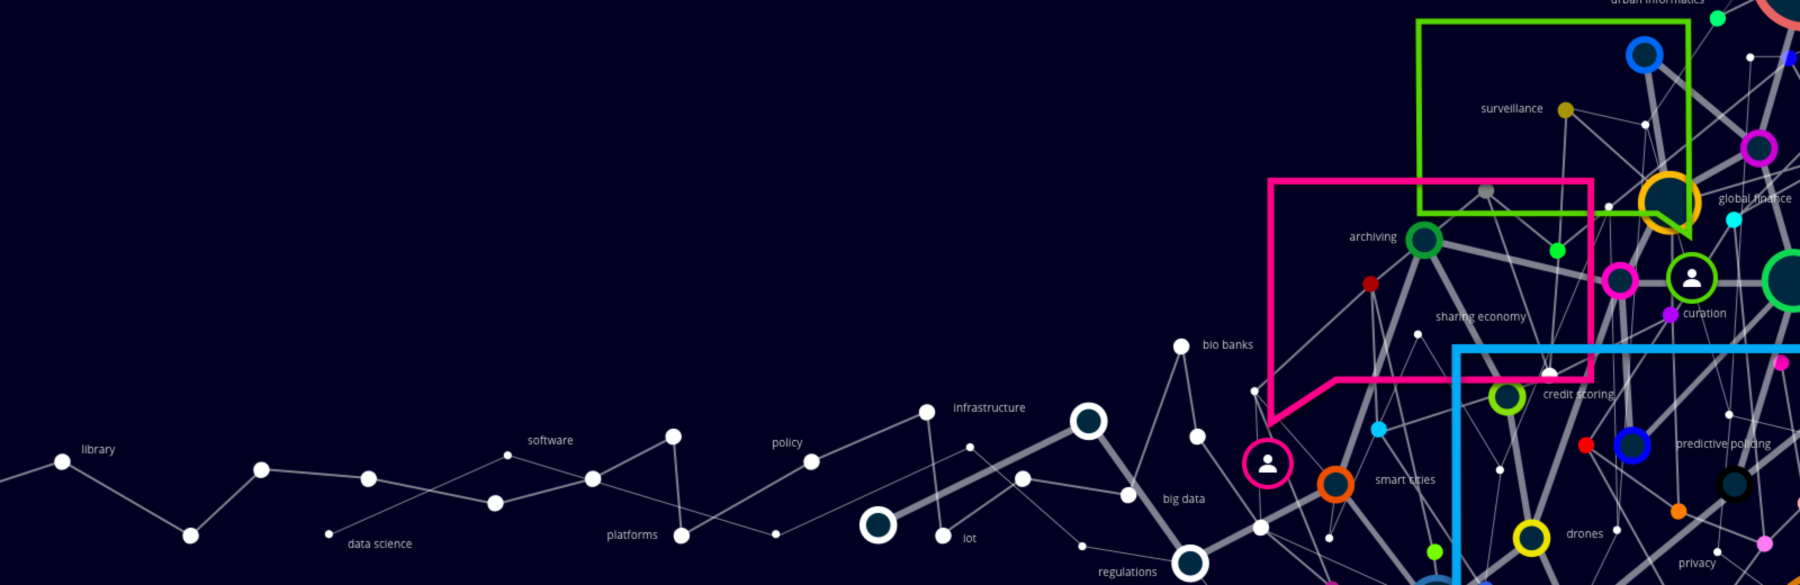 urban informatics
surveillance
global finance
archiving
curation
sharing economy
bio banks
credit scoring
infrastructure
policy
software
predictive policing
library
smart cities
big data
platforms
iot
drones
data science
privacy
regulations